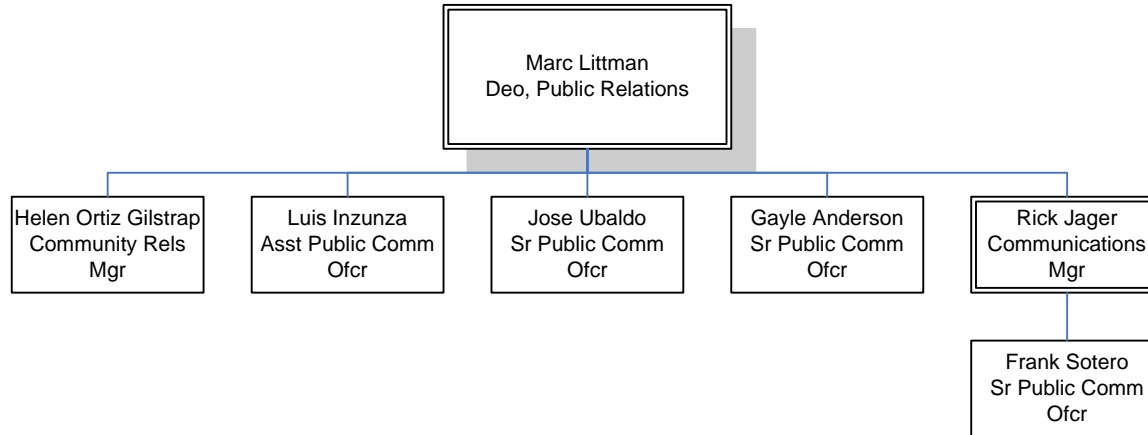 Marc Littman
Deo, Public Relations
Helen Ortiz Gilstrap
Community Rels
Mgr
Luis Inzunza
Asst Public Comm
Ofcr
Jose Ubaldo
Sr Public Comm
Ofcr
Gayle Anderson
Sr Public Comm
Ofcr
Rick Jager
Communications
Mgr
Frank Sotero
Sr Public Comm
Ofcr